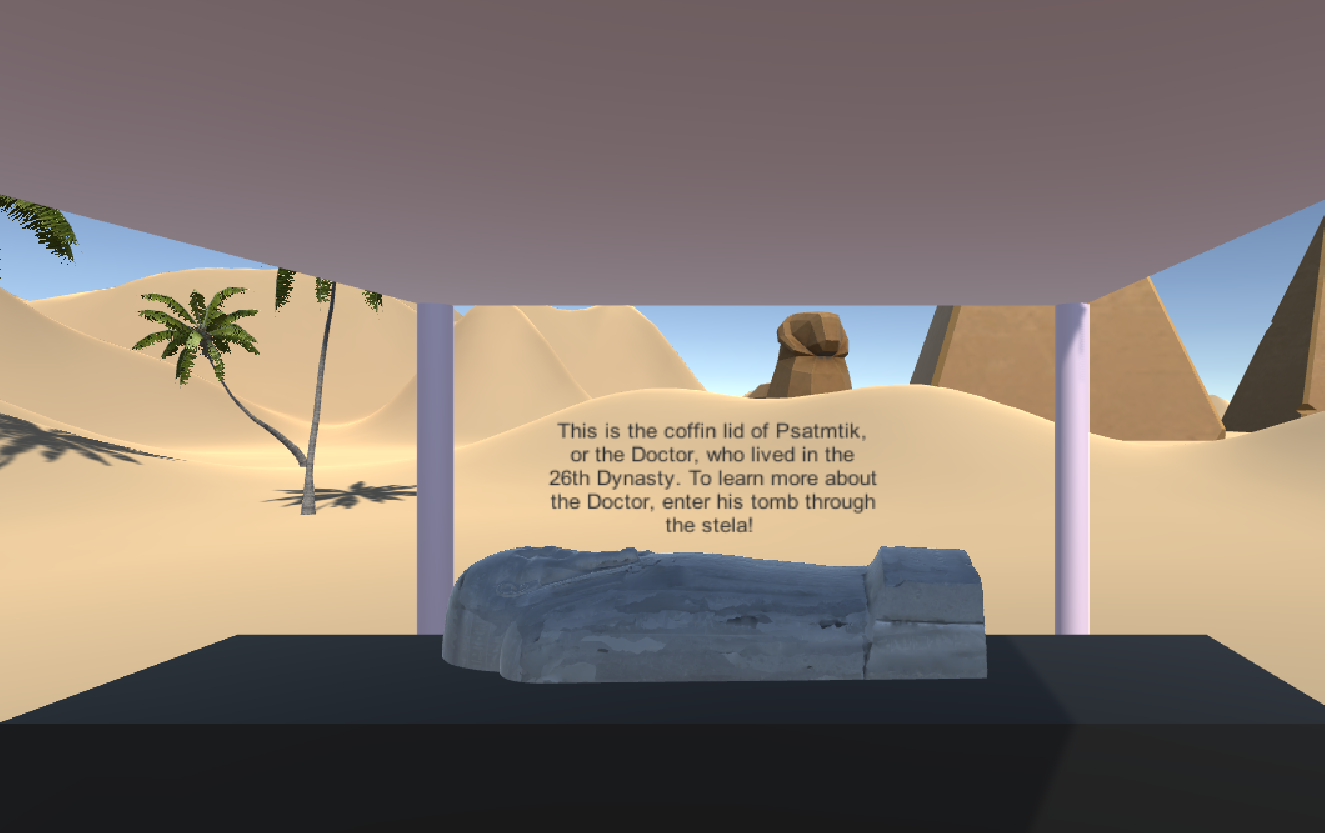 This is the coffin lid of Psatmtik,
or the Doctor, who lived in the
26th Dynasty. To learn more about
the Doctor, enter his tomb through
the stela!